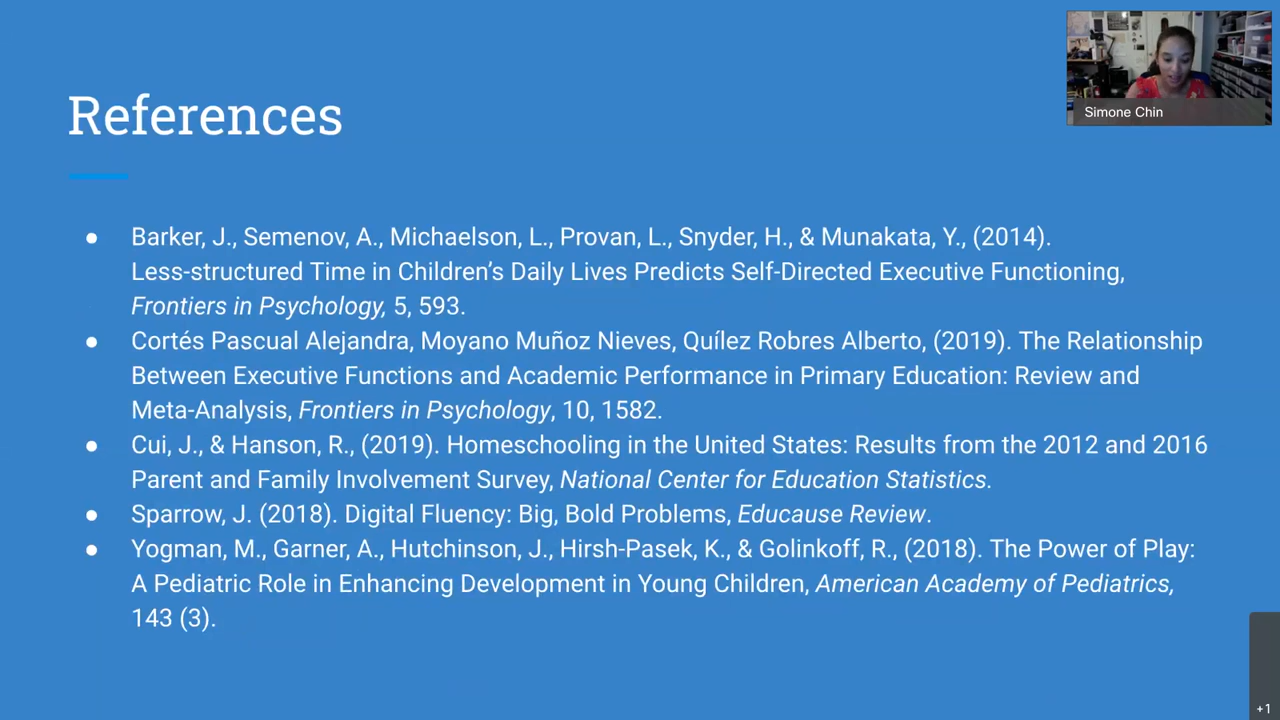 Simone Chin
References
● Barker, J., Semenov, A., Michaelson, L., Provan, L., Snyder, H., & Munakata, Y., (2014).
Less-structured Time in Children’s Daily Lives Predicts Self-Directed Executive Functioning,
Frontiers in Psychology, 5, 593.
● Cortés Pascual Alejandra, Moyano Muñoz Nieves, Quílez Robres Alberto, (2019). The Relationship
Between Executive Functions and Academic Performance in Primary Education: Review and
Meta-Analysis, Frontiers in Psychology, 10, 1582.
● Cui, J., & Hanson, R., (2019). Homeschooling in the United States: Results from the 2012 and 2016
Parent and Family Involvement Survey, National Center for Education Statistics.
● Sparrow, J. (2018). Digital Fluency: Big, Bold Problems, Educause Review.
● Yogman, M., Garner, A., Hutchinson, J., Hirsh-Pasek, K., & Golinkoff, R., (2018). The Power of Play:
A Pediatric Role in Enhancing Development in Young Children, American Academy of Pediatrics,
143 (3).
+1